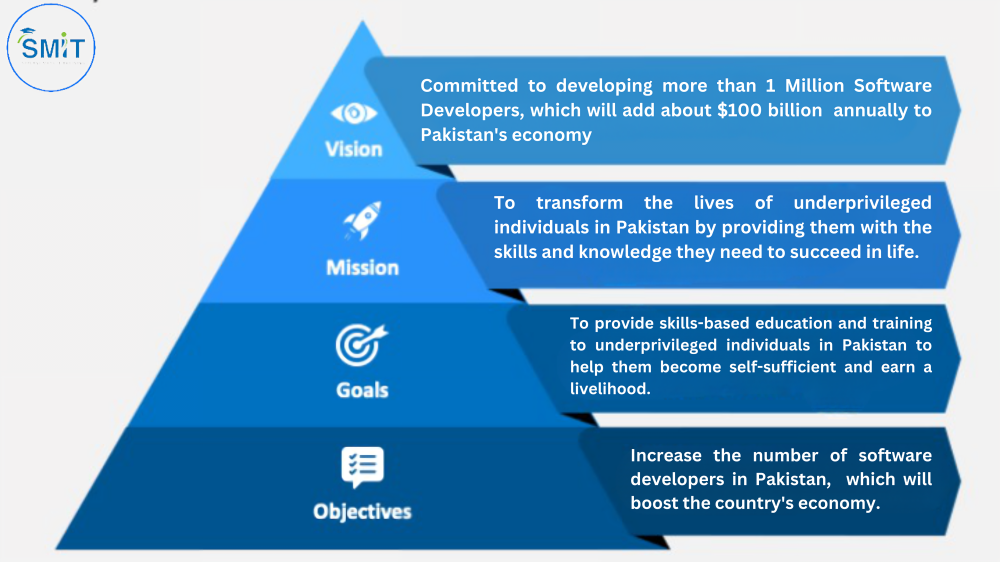 SMiT
Committed to developing more than 1 Million Software
Developers, which will add about $100 billion annually to
Pakistan's economy
Vision
To transform the lives of underprivileged
individuals in Pakistan by providing them with the
skills and knowledge they need to succeed in life.
Mission
To provide skills-based education and training
to underprivileged individuals in Pakistan to
help them become self-sufficient and earn a
livelihood.
Goals
Increase the number of software
developers in Pakistan, which will
boost the country's economy.
Objectives